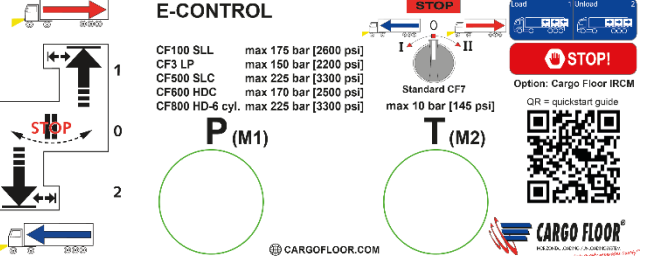 E-CONTROL
CF100 SLL max 175 bar [2600 psi]
CF3 LP max 150 bar [2200 psi]
CF500 SLC max 225 bar [3300 psi]
CF600 HDC max 170 bar [2500 psi]
CF800 HD-6 cyl. max 225 bar [3300 psi]
1
STOP
0
2
P (M1)
STOP
0
I II
Standard CF7
max 10 bar [145 psi]
T (M2)
Load 1 Unload 2
STOP!
Option: Cargo Floor IRCM
QR = quickstart guide
CARGO FLOOR®
CARGOFLOOR.COM